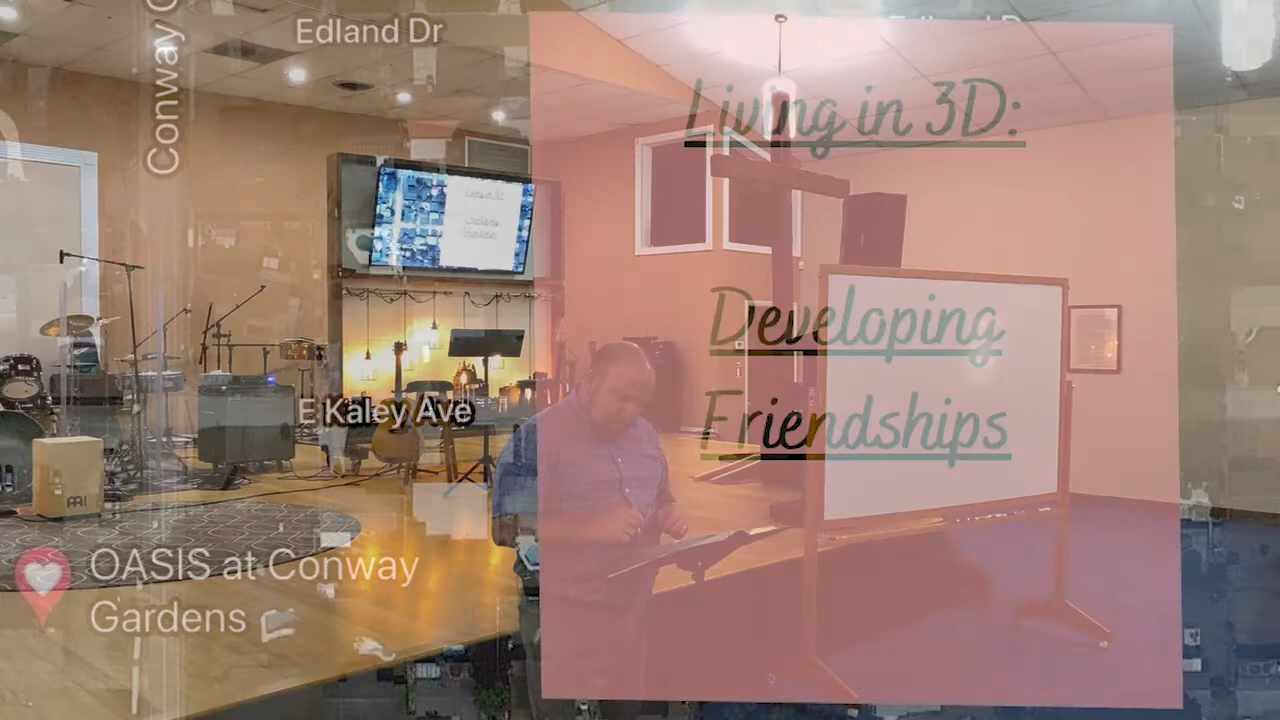 Edland Dr
Conway
Living in 3D:
Developing
Friendships
E Kaley Ave
OASIS at Conway
Gardens